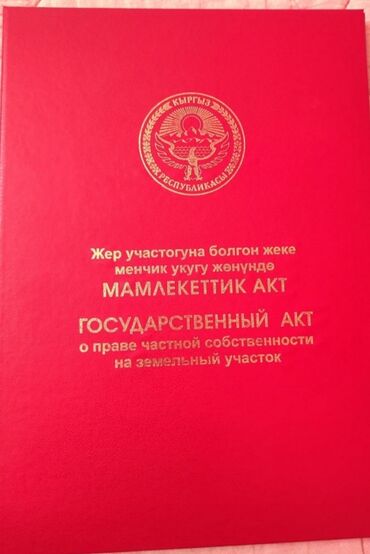 КЫРГЫЗ
РЕСПУБЛИКАСЫ
Жер участогуна болгон жеке
менчик укугу жөнүндө
МАМЛЕКЕТТИК АКТ
ГОСУДАРСТВЕННЫЙ АКТ
о праве частной собственности
на земельный участок